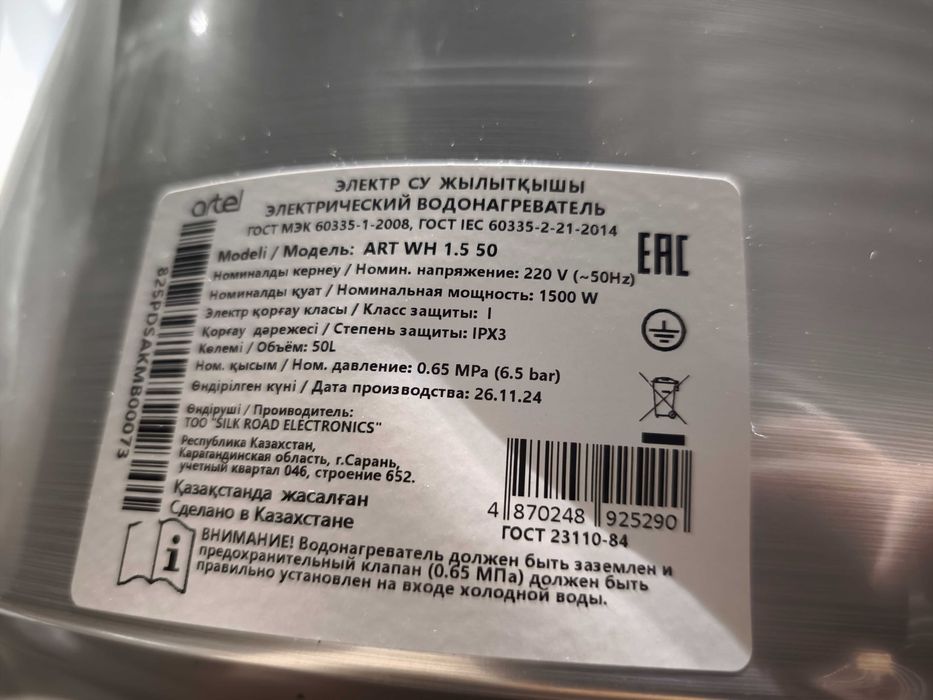 artel
ЭЛЕКТР СУ ЖЫЛЫТҚЫШЫ
ЭЛЕКТРИЧЕСКИЙ ВОДОНАГРЕВАТЕЛЬ
ГОСТ МЭК 60335-1-2008, ГОСТ IEC 60335-2-21-2014
EAC
Modeli / Модель: ART WH 1.5 50
Номиналды кернеу / Номин. напряжение: 220 V (~50Hz)
Номиналды қуат / Номинальная мощность: 1500 W
Электр қорғау класы / Класс защиты: I
Қорғау дәрежесі / Степень защиты: IPX3
Көлемі / Объём: 50L
Ном. қысым / Ном. давление: 0.65 MPa (6.5 bar)
Өндірілген күні / Дата производства: 26.11.24
Өндіруші / Проиводитель:
ТОО "SILK ROAD ELECTRONICS"
Республика Казахстан,
Карагандинская область, г.Сарань,
учетный квартал 046, строение 652.
Қазақстанда жасалған
Сделано в Казахстане
825PDSAKMB00073
4 870248 925290
ГОСТ 23110-84
ВНИМАНИЕ! Водонагреватель должен быть заземлен и
предохранительный клапан (0.65 МПа) должен быть
правильно установлен на входе холодной воды.